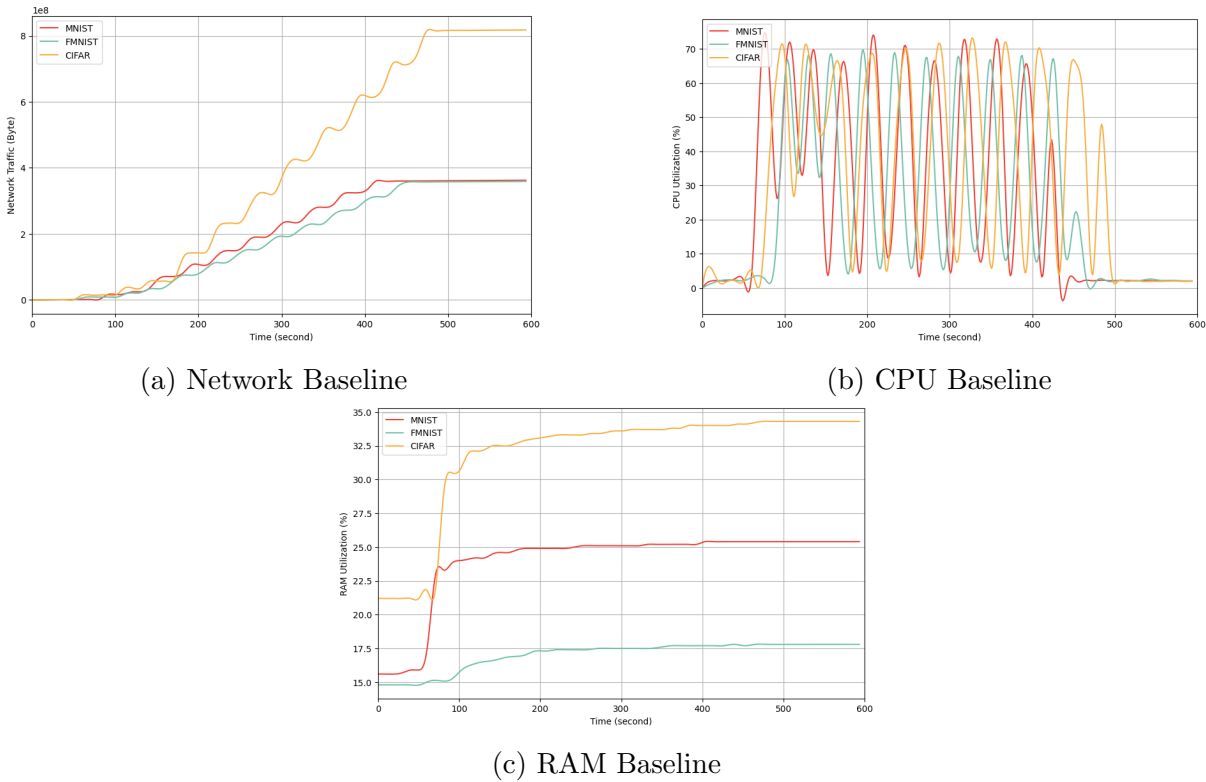 1e8
MNIST
FMNIST
CIFAR
8
6
4
2
0
Network Traffic (Byte)
0 100 200 300 400 500 600
Time (second)
(a) Network Baseline
MNIST
FMNIST
CIFAR
70
60
50
40
30
20
10
0
CPU Utilization (%)
0 100 200 300 400 500 600
Time (second)
(b) CPU Baseline
MNIST
FMNIST
CIFAR
35.0
32.5
30.0
27.5
25.0
22.5
20.0
17.5
15.0
RAM Utilization (%)
0 100 200 300 400 500 600
Time (second)
(c) RAM Baseline